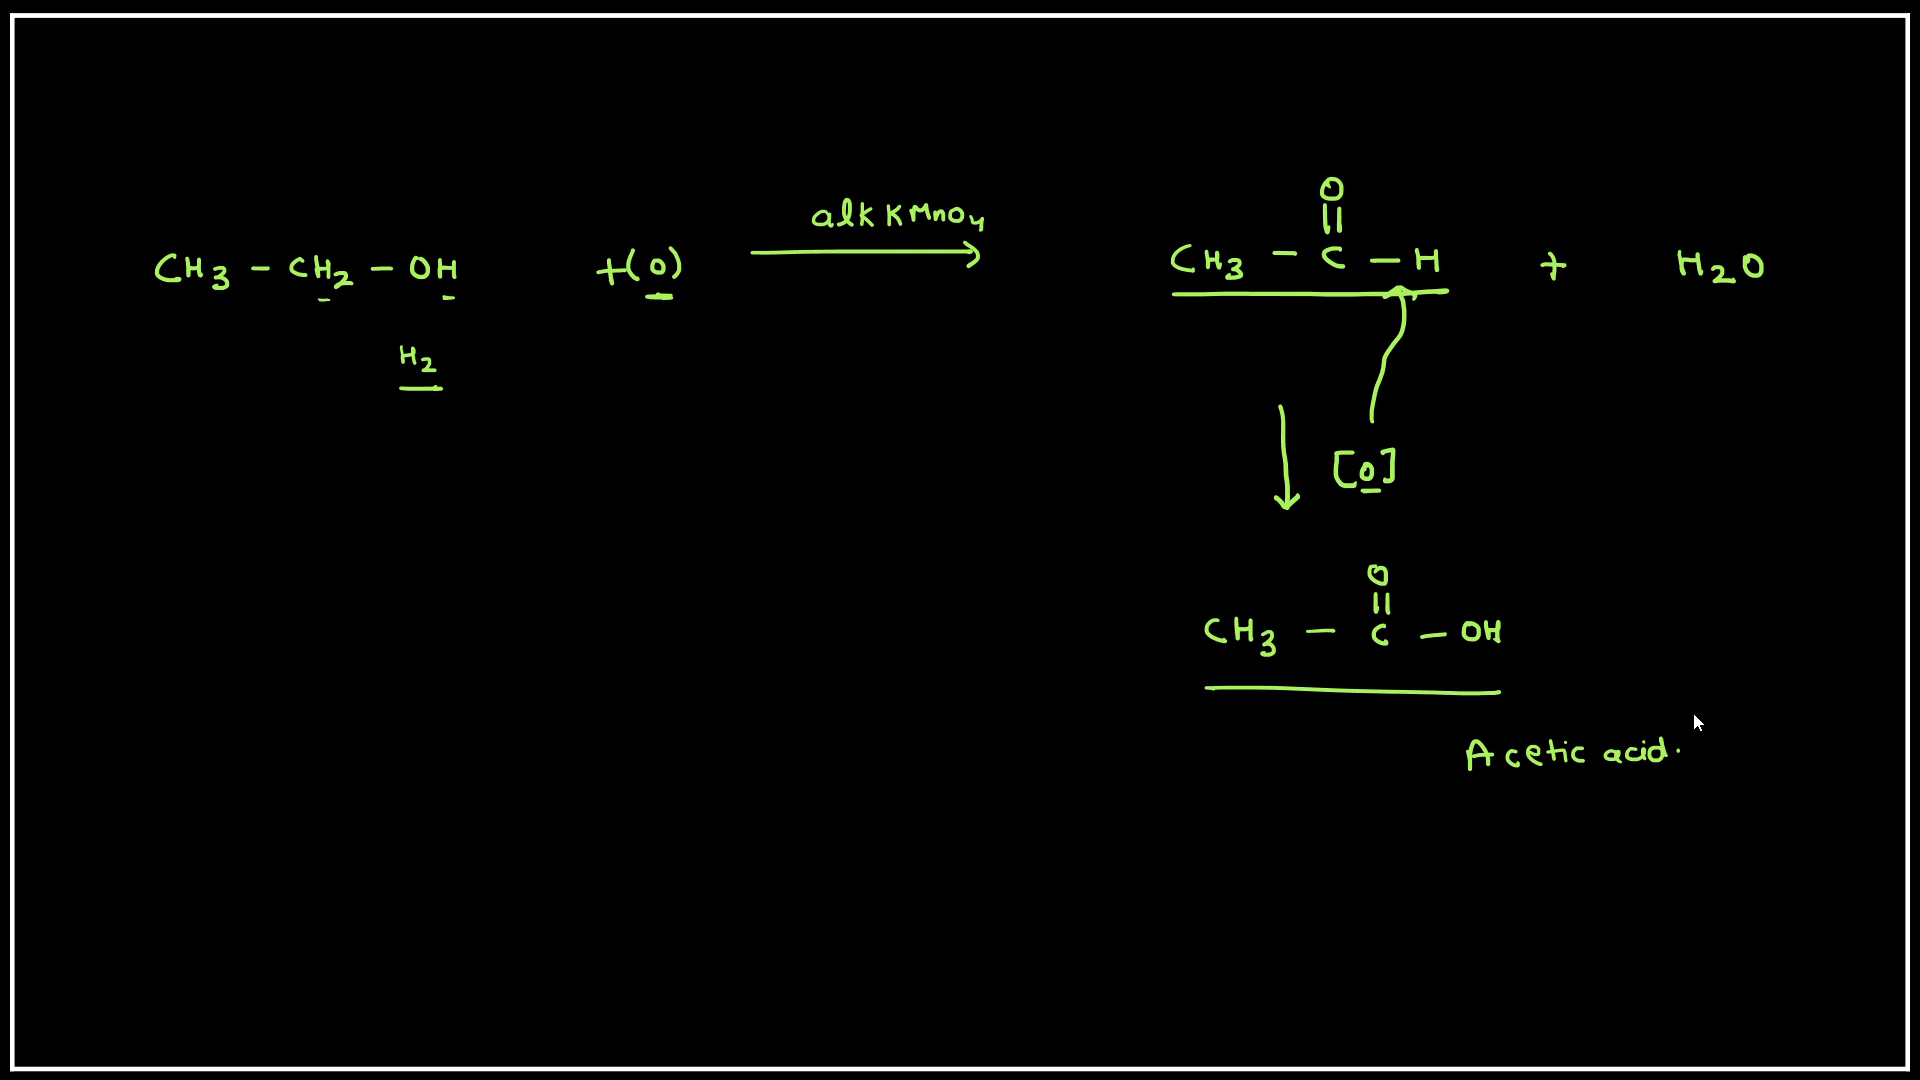 CH3 - CH2 - OH +(O) alk KMnO4 CH3 - C - H + H2O
O
H2
[O]
O
CH3 - C - OH
Acetic acid.